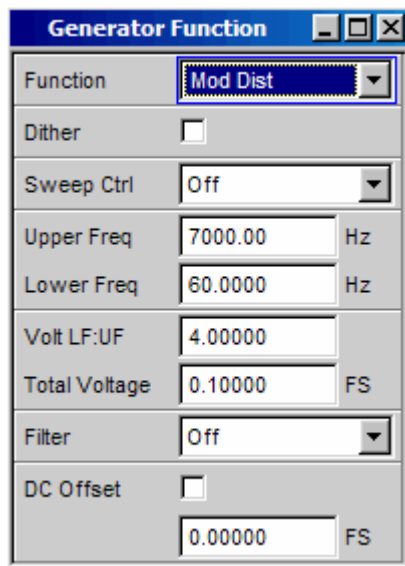 Generator Function
Function Mod Dist
Dither
Sweep Ctrl Off
Upper Freq 7000.00 Hz
Lower Freq 60.0000 Hz
Volt LF:UF 4.00000
Total Voltage 0.10000 FS
Filter Off
DC Offset
0.00000 FS